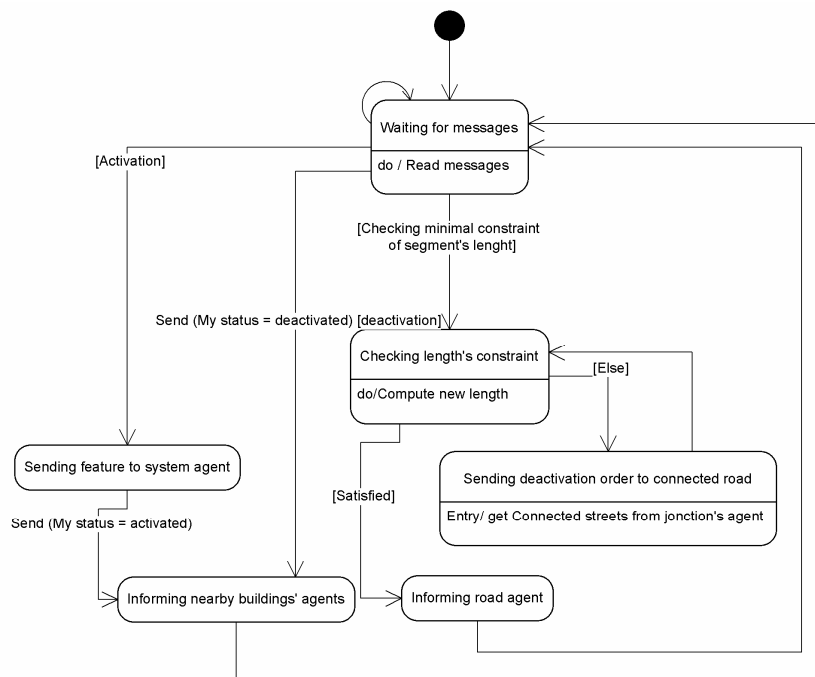 Waiting for messages
do / Read messages
[Activation]
[Checking minimal constraint
of segment's lenght]
Send (My status = deactivated) [deactivation]
Checking length's constraint
do/Compute new length
[Else]
Sending feature to system agent
Sending deactivation order to connected road
[Satisfied]
Entry/ get Connected streets from jonction's agent
Send (My status = activated)
Informing nearby buildings' agents
Informing road agent